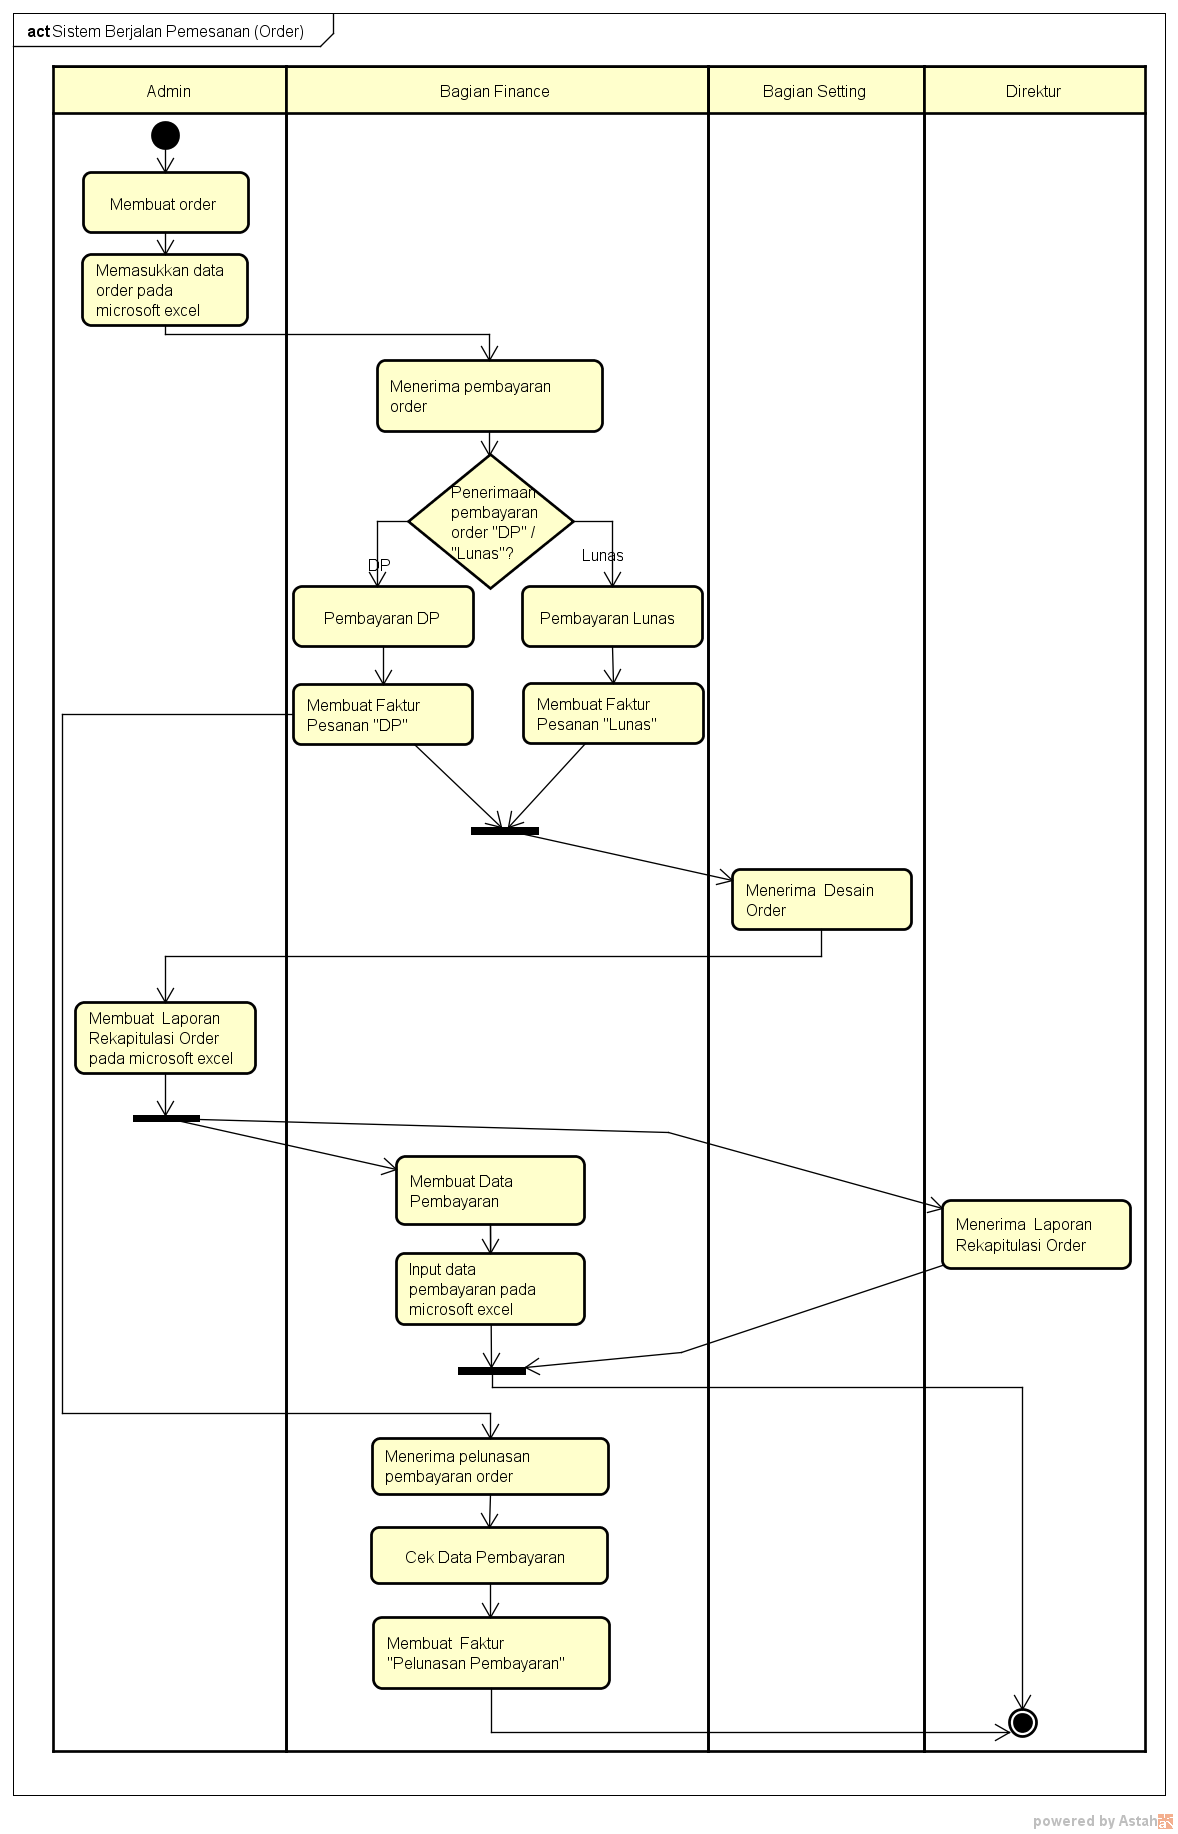 act Sistem Berjalan Pemesanan (Order)
Admin
Bagian Finance
Bagian Setting
Direktur
Membuat order
Memasukkan data
order pada
microsoft excel
Menerima pembayaran
order
Penerimaan
pembayaran
order "DP" /
"Lunas"?
DP
Lunas
Pembayaran DP
Pembayaran Lunas
Membuat Faktur
Pesanan "DP"
Membuat Faktur
Pesanan "Lunas"
Menerima Desain
Order
Membuat Laporan
Rekapitulasi Order
pada microsoft excel
Membuat Data
Pembayaran
Menerima Laporan
Rekapitulasi Order
Input data
pembayaran pada
microsoft excel
Menerima pelunasan
pembayaran order
Cek Data Pembayaran
Membuat Faktur
"Pelunasan Pembayaran"
powered by Astah